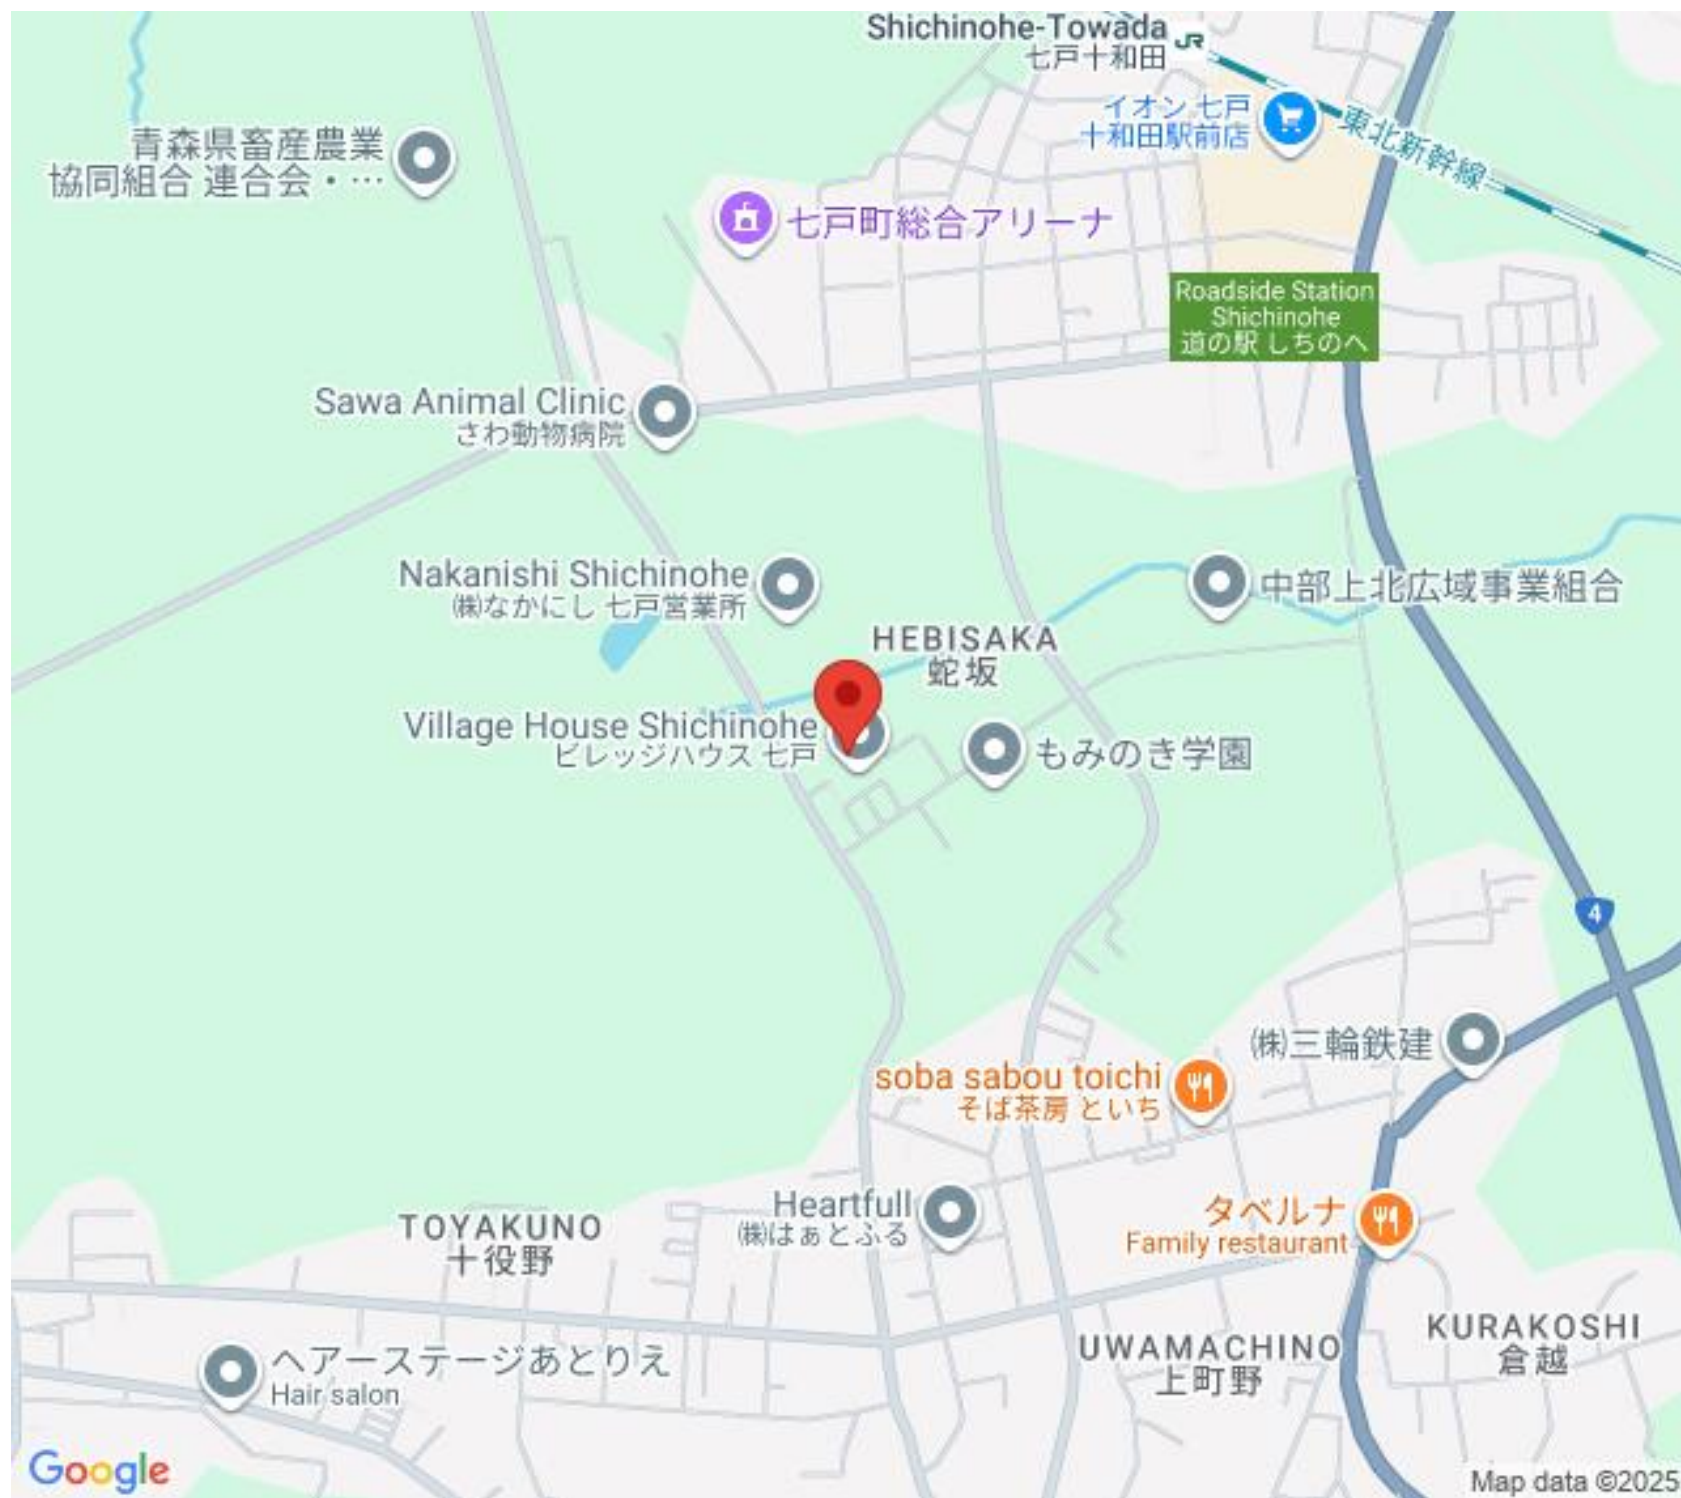 Shichinohe-Towada
七戸十和田
JR
イオン 七戸
十和田駅前店
東北新幹線
青森県畜産農業
協同組合 連合会・…
七戸町総合アリーナ
Roadside Station
Shichinohe
道の駅 しちのへ
Sawa Animal Clinic
さわ動物病院
Nakanishi Shichinohe
㈱なかにし 七戸営業所
中部上北広域事業組合
HEBISAKA
蛇坂
Village House Shichinohe
ビレッジハウス 七戸
もみのき学園
4
㈱三輪鉄建
soba sabou toichi
そば茶房 といち
Heartfull
㈱はぁとふる
タベルナ
Family restaurant
TOYAKUNO
十役野
UWAMACHINO
上町野
KURAKOSHI
倉越
ヘアーステージあとりえ
Hair salon
Google
Map data ©2025